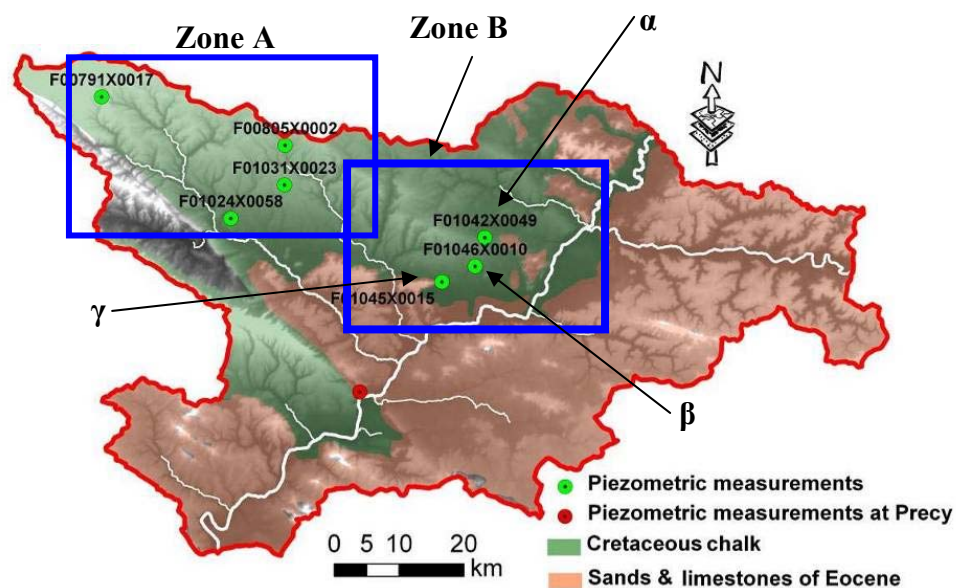 Zone A
Zone B
α
F00791X0017
N
F00805X0002
F01031X0023
F01024X0058
F01042X0049
F01046X0010
F01045X0015
γ
β
Piezometric measurements
Piezometric measurements at Precy
Cretaceous chalk
Sands & limestones of Eocene
0 5 10 20
km